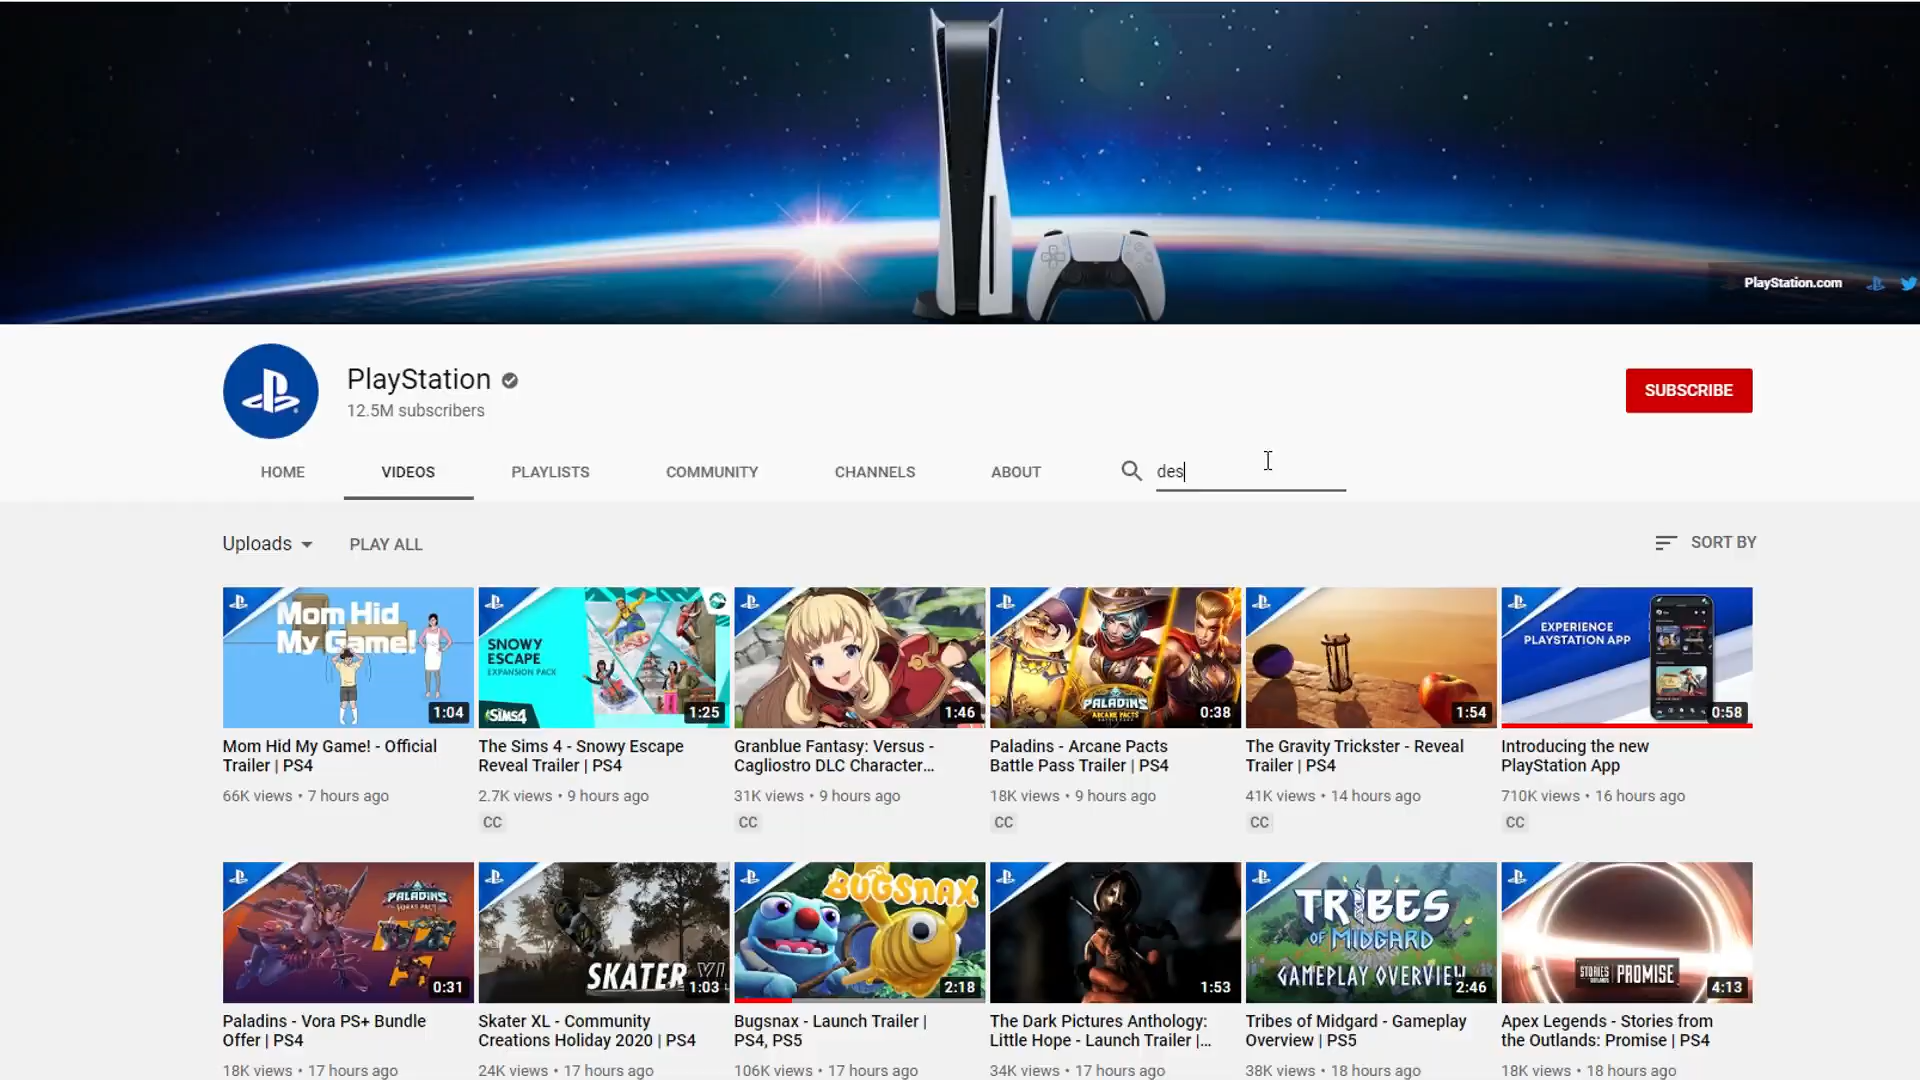 PlayStation.com
PlayStation
12.5M subscribers
SUBSCRIBE
HOME
VIDEOS
PLAYLISTS
COMMUNITY
CHANNELS
ABOUT
des
Uploads
PLAY ALL
SORT BY
Mom Hid
My Game!
1:04
SNOWY
ESCAPE
EXPANSION PACK
SIMS4
1:25
1:46
PALADINS
ARCANE PACTS
0:38
1:54
EXPERIENCE
PLAYSTATION APP
0:58
Mom Hid My Game! - Official
Trailer | PS4
66K views • 7 hours ago
The Sims 4 - Snowy Escape
Reveal Trailer | PS4
2.7K views • 9 hours ago
CC
Granblue Fantasy: Versus -
Cagliostro DLC Character...
31K views • 9 hours ago
CC
Paladins - Arcane Pacts
Battle Pass Trailer | PS4
18K views • 9 hours ago
CC
The Gravity Trickster - Reveal
Trailer | PS4
41K views • 14 hours ago
CC
Introducing the new
PlayStation App
710K views • 16 hours ago
CC
PALADINS
0:31
SKATER XL
1:03
BUGSNAX
2:18
1:53
TRIBES
OF MIDGARD
GAMEPLAY OVERVIEW
2:46
STORIES
PROMISE
4:13
Paladins - Vora PS+ Bundle
Offer | PS4
18K views • 17 hours ago
Skater XL - Community
Creations Holiday 2020 | PS4
24K views • 17 hours ago
Bugsnax - Launch Trailer |
PS4, PS5
106K views • 17 hours ago
The Dark Pictures Anthology:
Little Hope - Launch Trailer |...
34K views • 17 hours ago
Tribes of Midgard - Gameplay
Overview | PS5
38K views • 18 hours ago
Apex Legends - Stories from
the Outlands: Promise | PS4
18K views • 18 hours ago